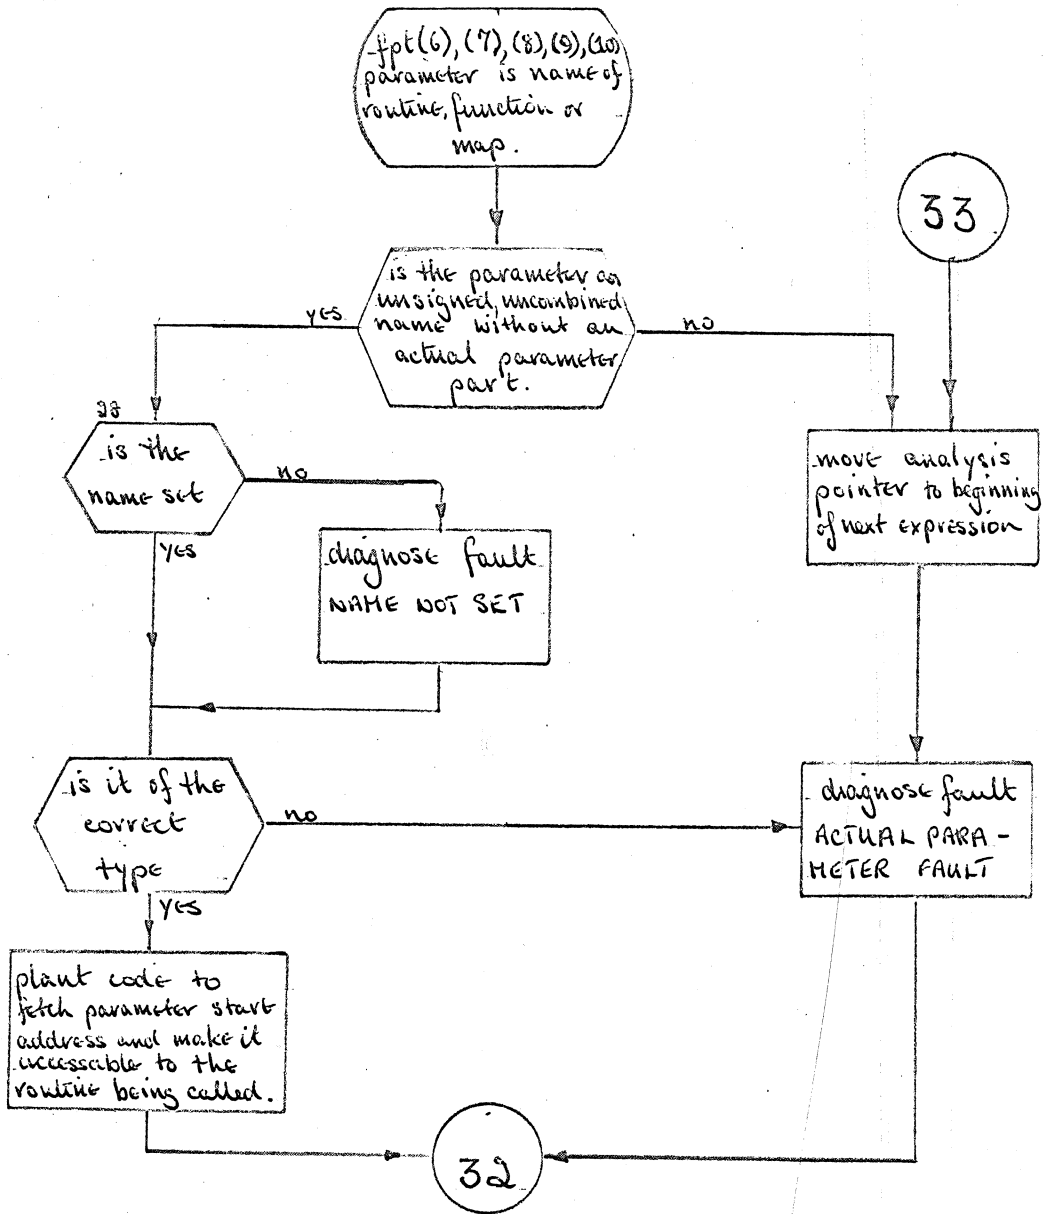 fpt(6), (7), (8), (9), (10)
parameter is name of
routine, function or
map.
33
is the parameter an
unsigned, uncombined
name without an
actual parameter
part.
YES
no
22
is the
name set
no
YES
move analysis
pointer to beginning
of next expression
diagnose fault
NAME NOT SET
is it of the
correct
type
no
YES
diagnose fault
ACTUAL PARA-
METER FAULT
plant code to
fetch parameter start
address and make it
accessable to the
routine being called.
32